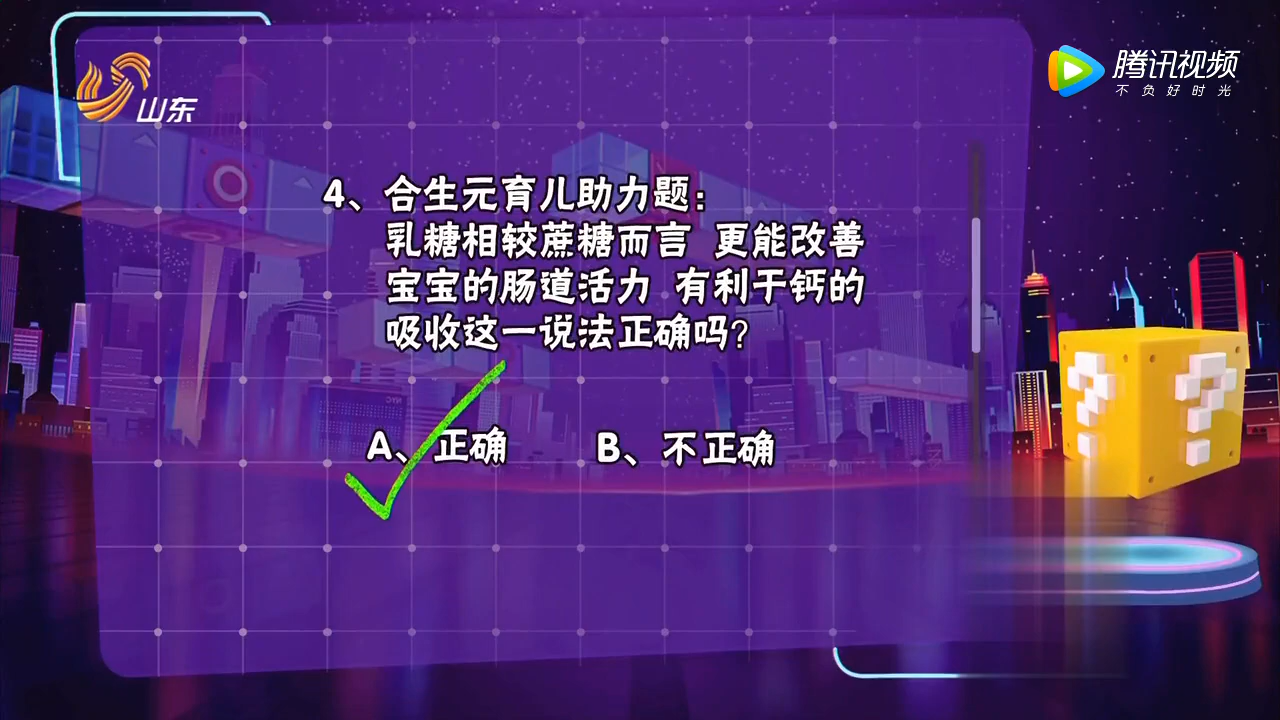 山东
腾讯视频
不负好时光
4、合生元育儿助力题：
乳糖相较蔗糖而言 更能改善
宝宝的肠道活力 有利于钙的
吸收这一说法正确吗？
A、正确 B、不正确